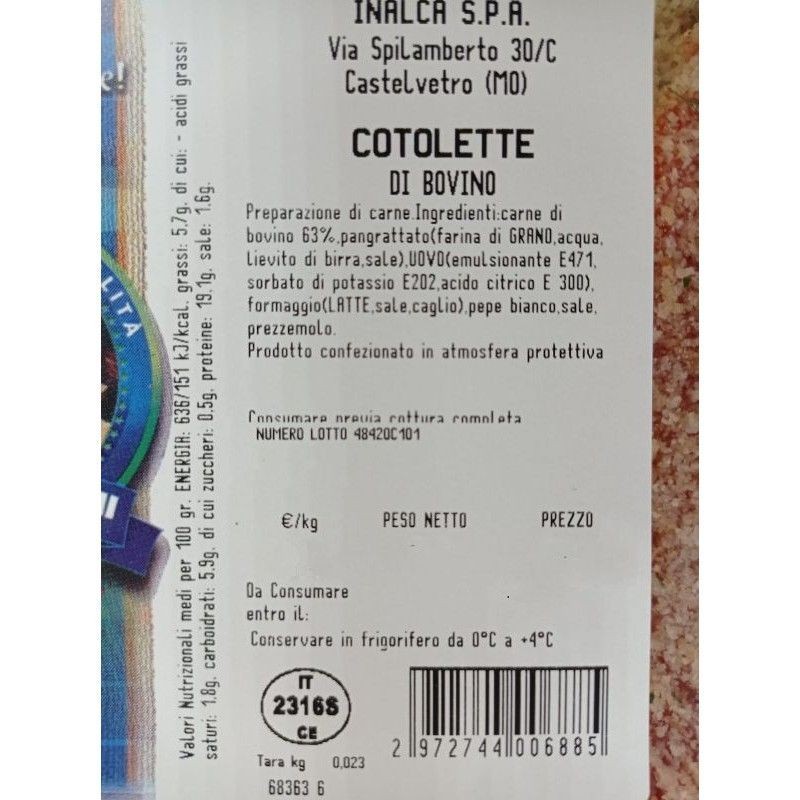 INALCA S.P.A.
Via Spilamberto 30/C
Castelvetro (MO)
COTOLETTE
DI BOVINO
Preparazione di carne.Ingredienti:carne di
bovino 63%,pangrattato(farina di GRANO,acqua,
lievito di birra,sale),UOVO(emulsionante E471,
sorbato di potassio E202,acido citrico E 300),
formaggio(LATTE,sale,caglio),pepe bianco,sale,
prezzemolo.
Prodotto confezionato in atmosfera protettiva
Consumare previa cottura completa
NUMERO LOTTO 48420C101
€/kg PESO NETTO PREZZO
Da Consumare
entro il:
Conservare in frigorifero da 0°C a +4°C
IT
2316S
CE
Tara kg 0,023
68363 6
2 972744 006885
Valori Nutrizionali medi per 100 gr. ENERGIA: 636/151 kJ/kcal. grassi: 5.7g. di cui: - acidi grassi
saturi: 1.8g. carboidrati: 5.9g. di cui zuccheri: 0.5g. proteine: 19.1g. sale: 1.6g.
LITÀ